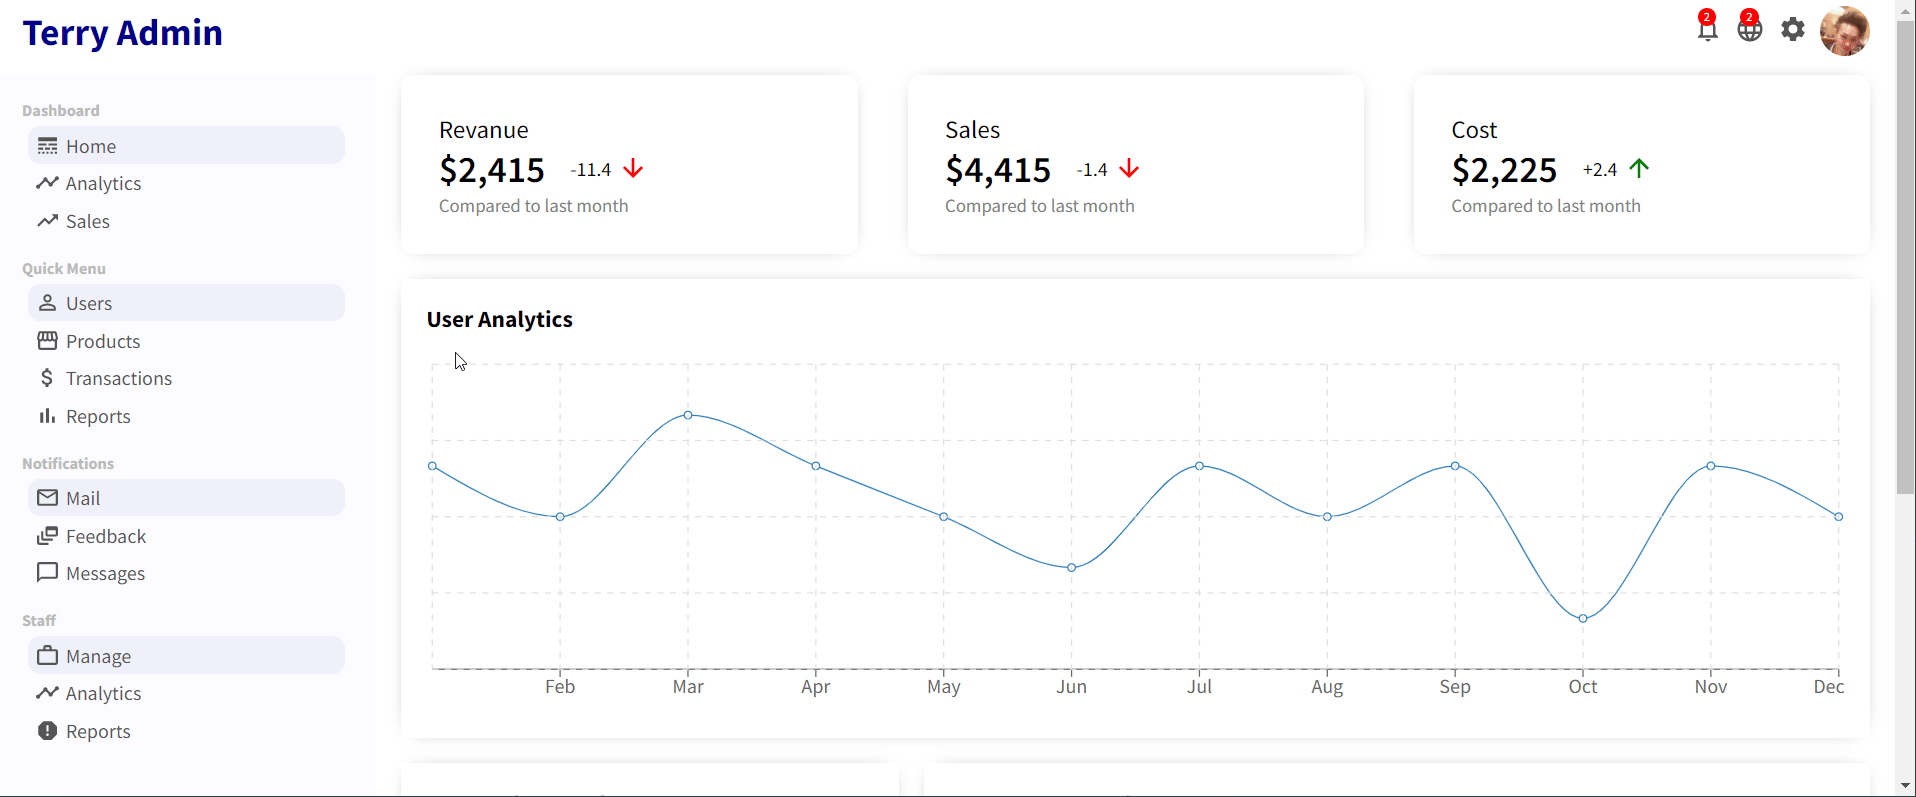 Terry Admin
2
2
Dashboard
Home
Analytics
Sales
Quick Menu
Users
Products
Transactions
Reports
Notifications
Mail
Feedback
Messages
Staff
Manage
Analytics
Reports
Revanue
$2,415 -11.4
Compared to last month
Sales
$4,415 -1.4
Compared to last month
Cost
$2,225 +2.4
Compared to last month
User Analytics
Feb Mar Apr May Jun Jul Aug Sep Oct Nov Dec